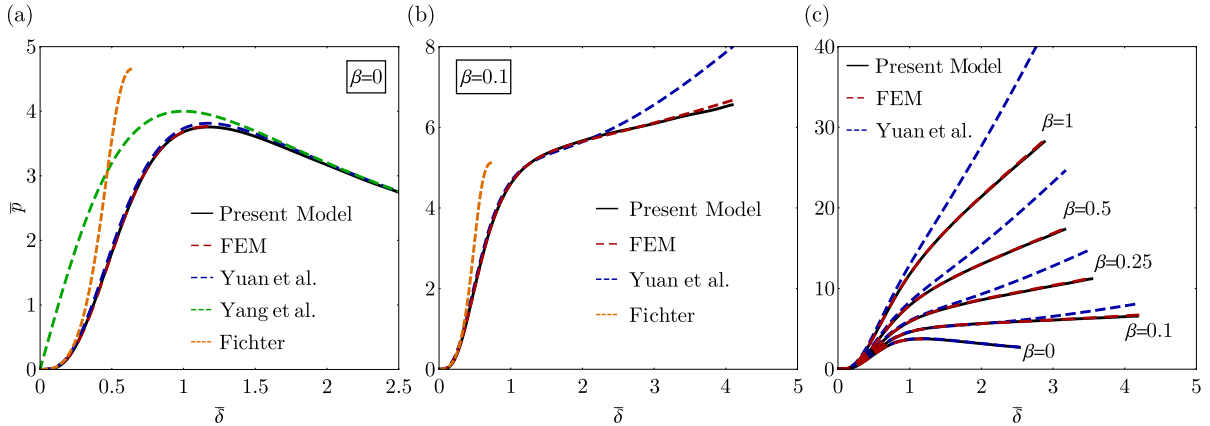 (a)
5
4
3
2
1
0
0
0.5
1
1.5
2
2.5
p̅
δ̅
β=0
Present Model
FEM
Yuan et al.
Yang et al.
Fichter
(b)
8
6
4
2
0
0
1
2
3
4
5
δ̅
β=0.1
Present Model
FEM
Yuan et al.
Fichter
(c)
40
30
20
10
0
0
1
2
3
4
5
δ̅
Present Model
FEM
Yuan et al.
β=1
β=0.5
β=0.25
β=0.1
β=0